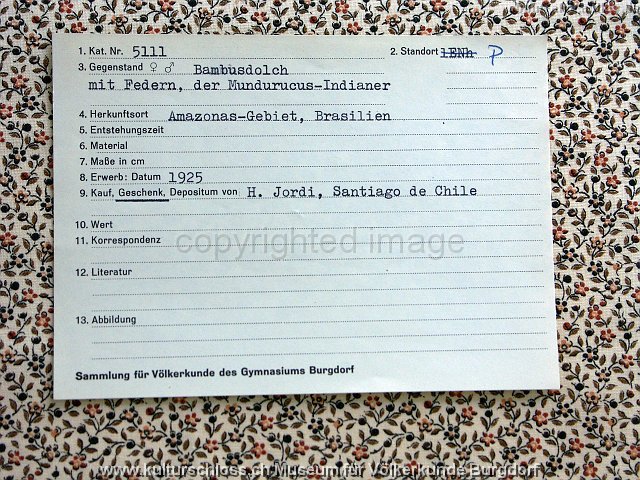 1. Kat. Nr. 5111 2. Standort 1ENh P
3. Gegenstand ♀ ♂ Bambusdolch
mit Federn, der Mundurucus-Indianer
4. Herkunftsort Amazonas-Gebiet, Brasilien
5. Entstehungszeit
6. Material
7. Maße in cm
8. Erwerb: Datum 1925
9. Kauf, Geschenk, Depositum von H. Jordi, Santiago de Chile
10. Wert
11. Korrespondenz
copyrighted image
12. Literatur
13. Abbildung
Sammlung für Völkerkunde des Gymnasiums Burgdorf
www.kulturschloss.ch Museum für Völkerkunde Burgdorf